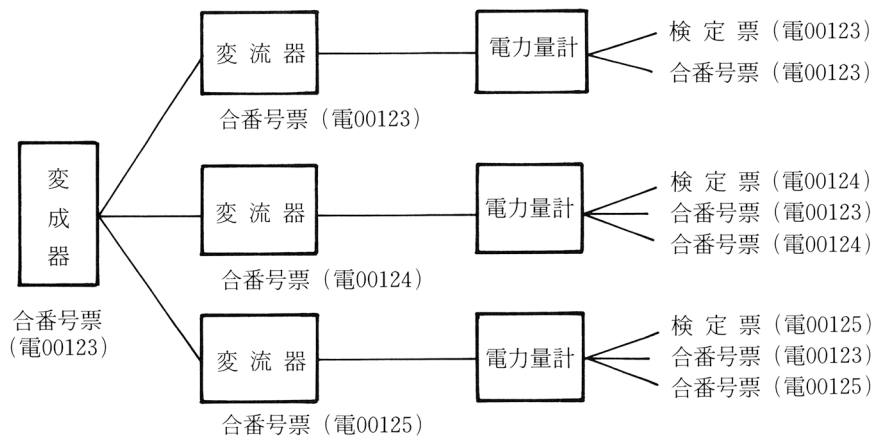 変成器
合番号票
(電00123)
変流器
合番号票(電00123)
電力量計
検定票(電00123)
合番号票(電00123)
変流器
合番号票(電00124)
電力量計
検定票(電00124)
合番号票(電00123)
合番号票(電00124)
変流器
合番号票(電00125)
電力量計
検定票(電00125)
合番号票(電00123)
合番号票(電00125)